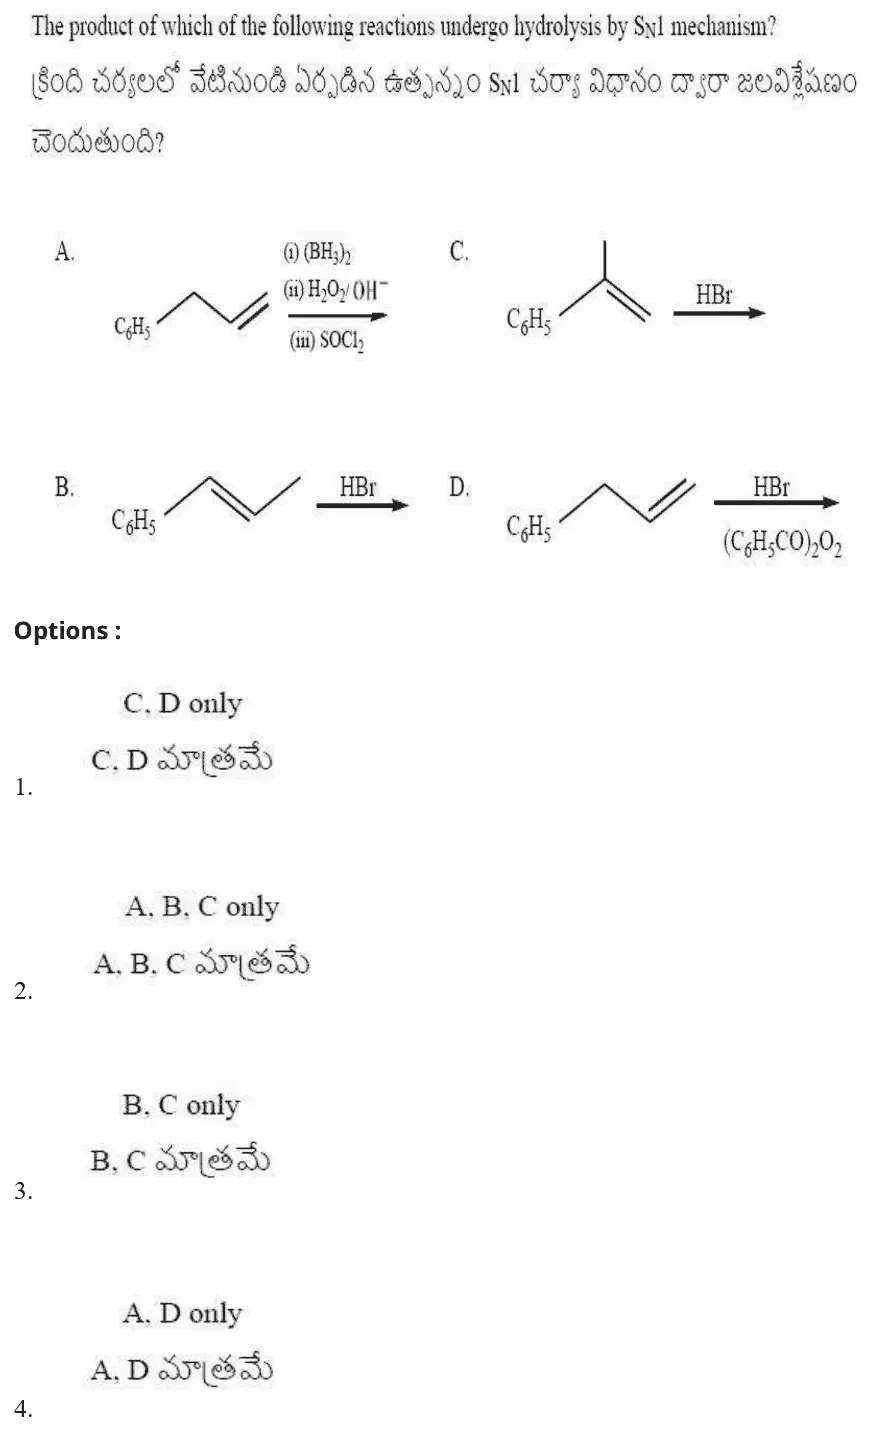 The product of which of the following reactions undergo hydrolysis by SN1 mechanism?
క్రింది చర్యలలో వేటినుండి ఏర్పడిన ఉత్పన్నం SN1 చర్యా విధానం ద్వారా జలవిశ్లేషణం
చెందుతుంది?
A.
C6H5
(i) (BH3)2
(ii) H2O2/ OH−
(iii) SOCl2
C.
C6H5
HBr
B.
C6H5
HBr
D.
C6H5
HBr
(C6H5CO)2O2
Options :
C, D only
C, D మాత్రమే
1.
A, B, C only
A, B, C మాత్రమే
2.
B, C only
B, C మాత్రమే
3.
A, D only
A, D మాత్రమే
4.